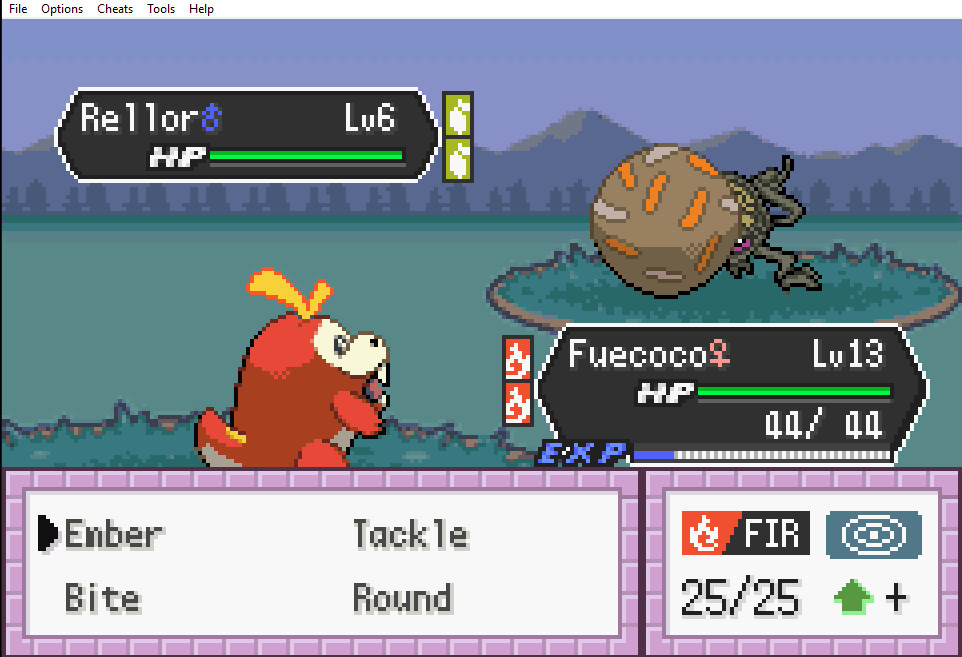 File Options Cheats Tools Help
Rellor♂ Lv6
HP
Fuecoco♀ Lv13
HP
44/ 44
EXP
Ember Tackle
FIR
Bite Round
25/25 +